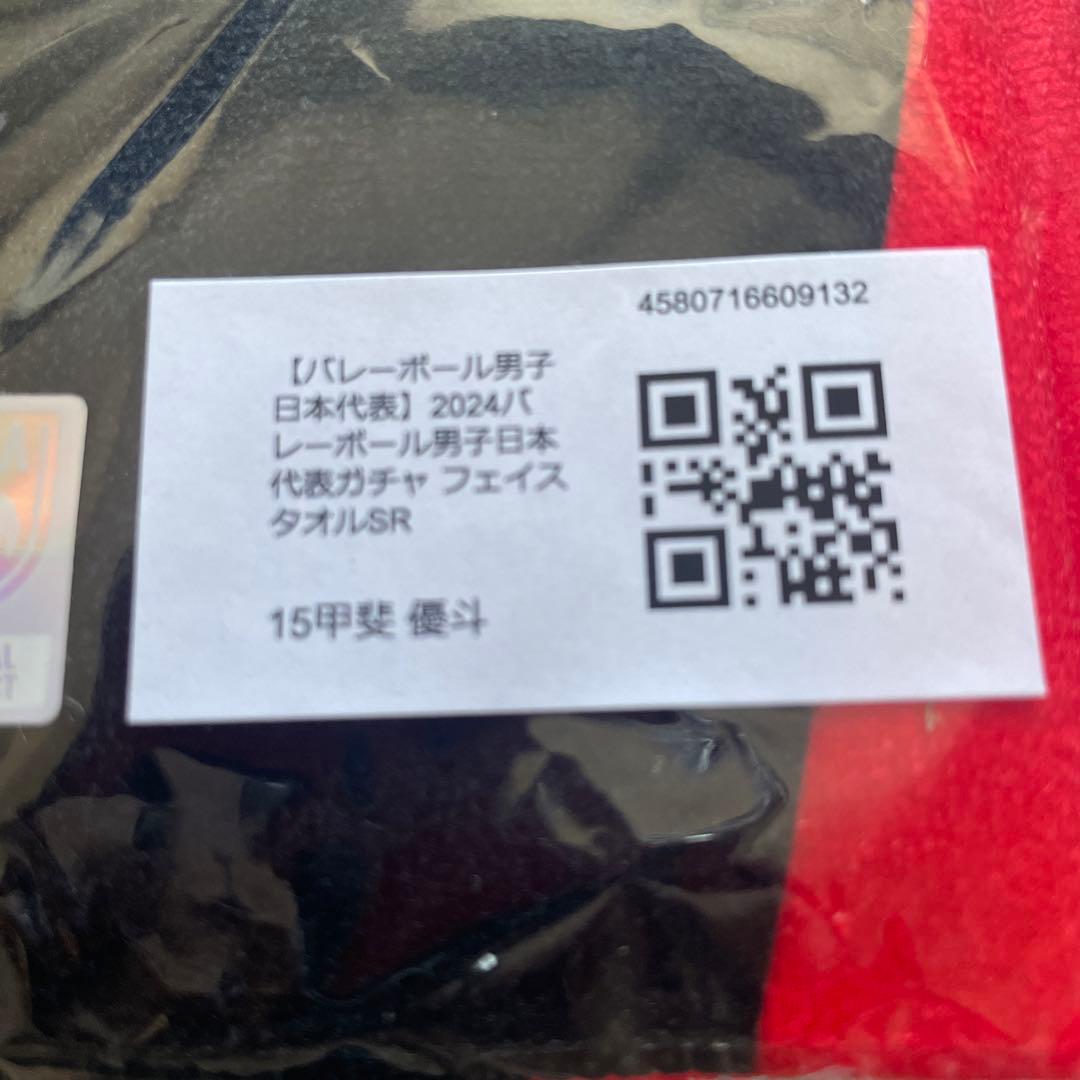 4580716609132
【バレーボール男子
日本代表】2024バ
レーボール男子日本
代表ガチャ フェイス
タオルSR
15甲斐 優斗